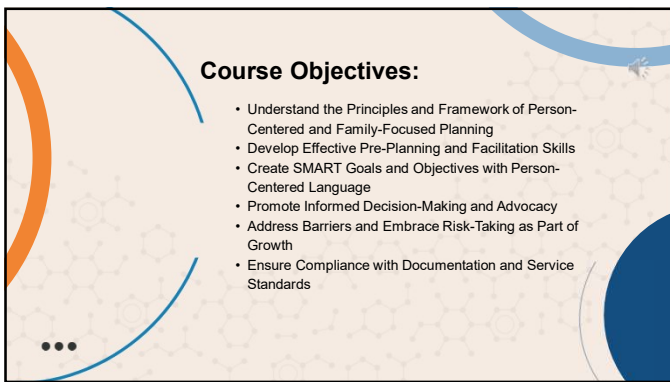 Course Objectives:
• Understand the Principles and Framework of Person-
Centered and Family-Focused Planning
• Develop Effective Pre-Planning and Facilitation Skills
• Create SMART Goals and Objectives with Person-
Centered Language
• Promote Informed Decision-Making and Advocacy
• Address Barriers and Embrace Risk-Taking as Part of
Growth
• Ensure Compliance with Documentation and Service
Standards